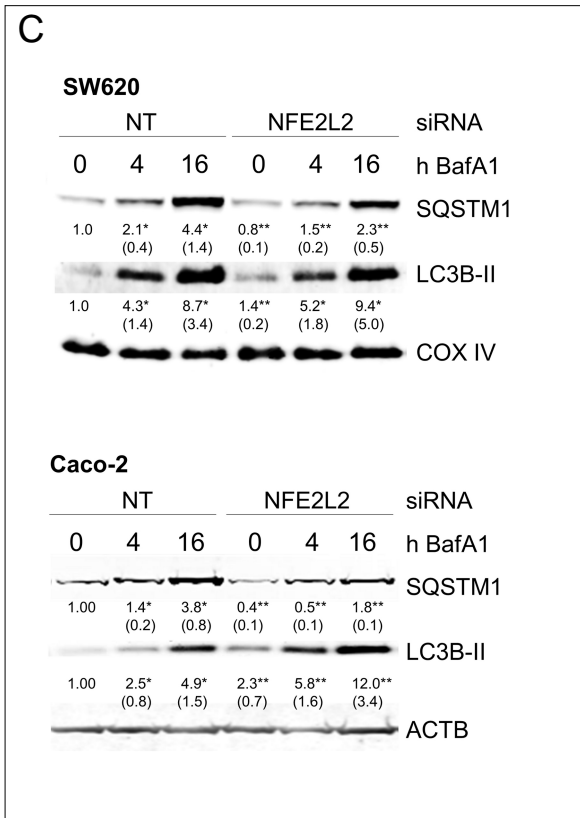 C
SW620
NT NFE2L2 siRNA
0 4 16 0 4 16 h BafA1
SQSTM1
1.0 2.1* 4.4* 0.8** 1.5** 2.3**
(0.4) (1.4) (0.1) (0.2) (0.5)
LC3B-II
1.0 4.3* 8.7* 1.4** 5.2* 9.4*
(1.4) (3.4) (0.2) (1.8) (5.0)
COX IV
Caco-2
NT NFE2L2 siRNA
0 4 16 0 4 16 h BafA1
SQSTM1
1.00 1.4* 3.8* 0.4** 0.5** 1.8**
(0.2) (0.8) (0.1) (0.1) (0.1)
LC3B-II
1.00 2.5* 4.9* 2.3** 5.8** 12.0**
(0.8) (1.5) (0.7) (1.6) (3.4)
ACTB